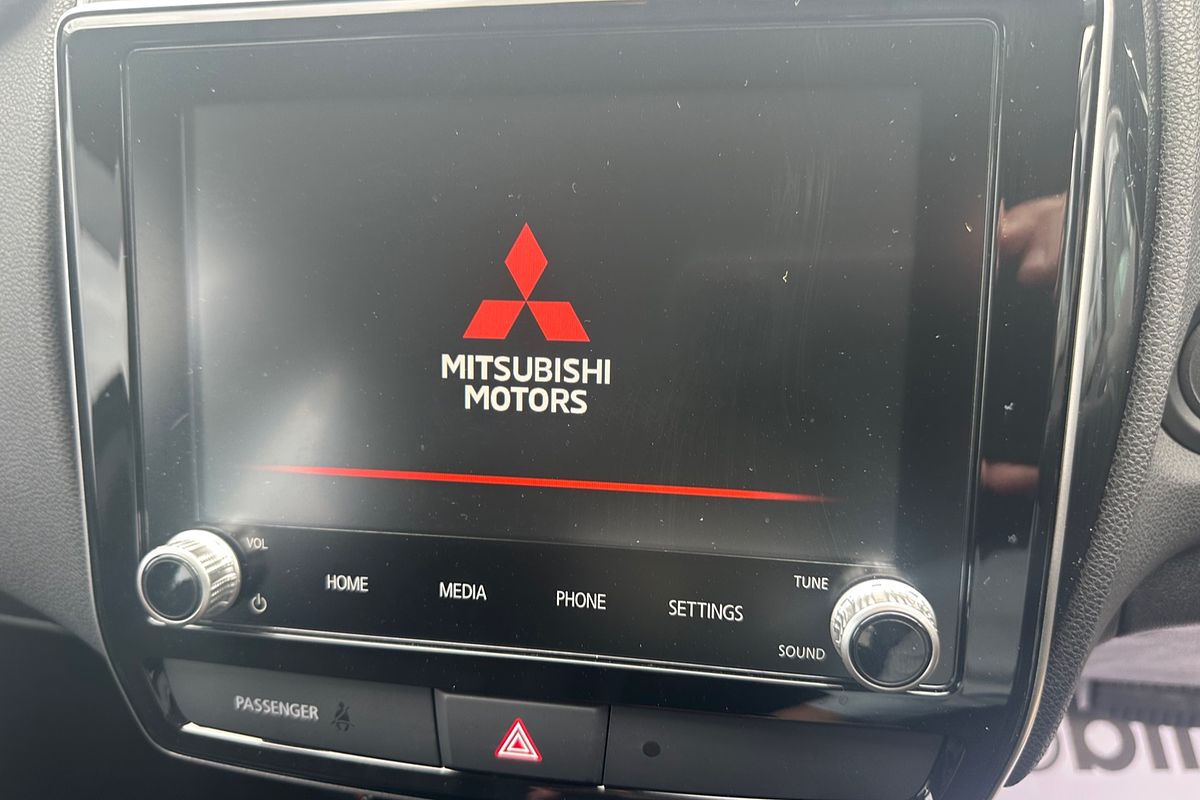 MITSUBISHI
MOTORS
VOL
HOME
MEDIA
PHONE
SETTINGS
TUNE
SOUND
PASSENGER